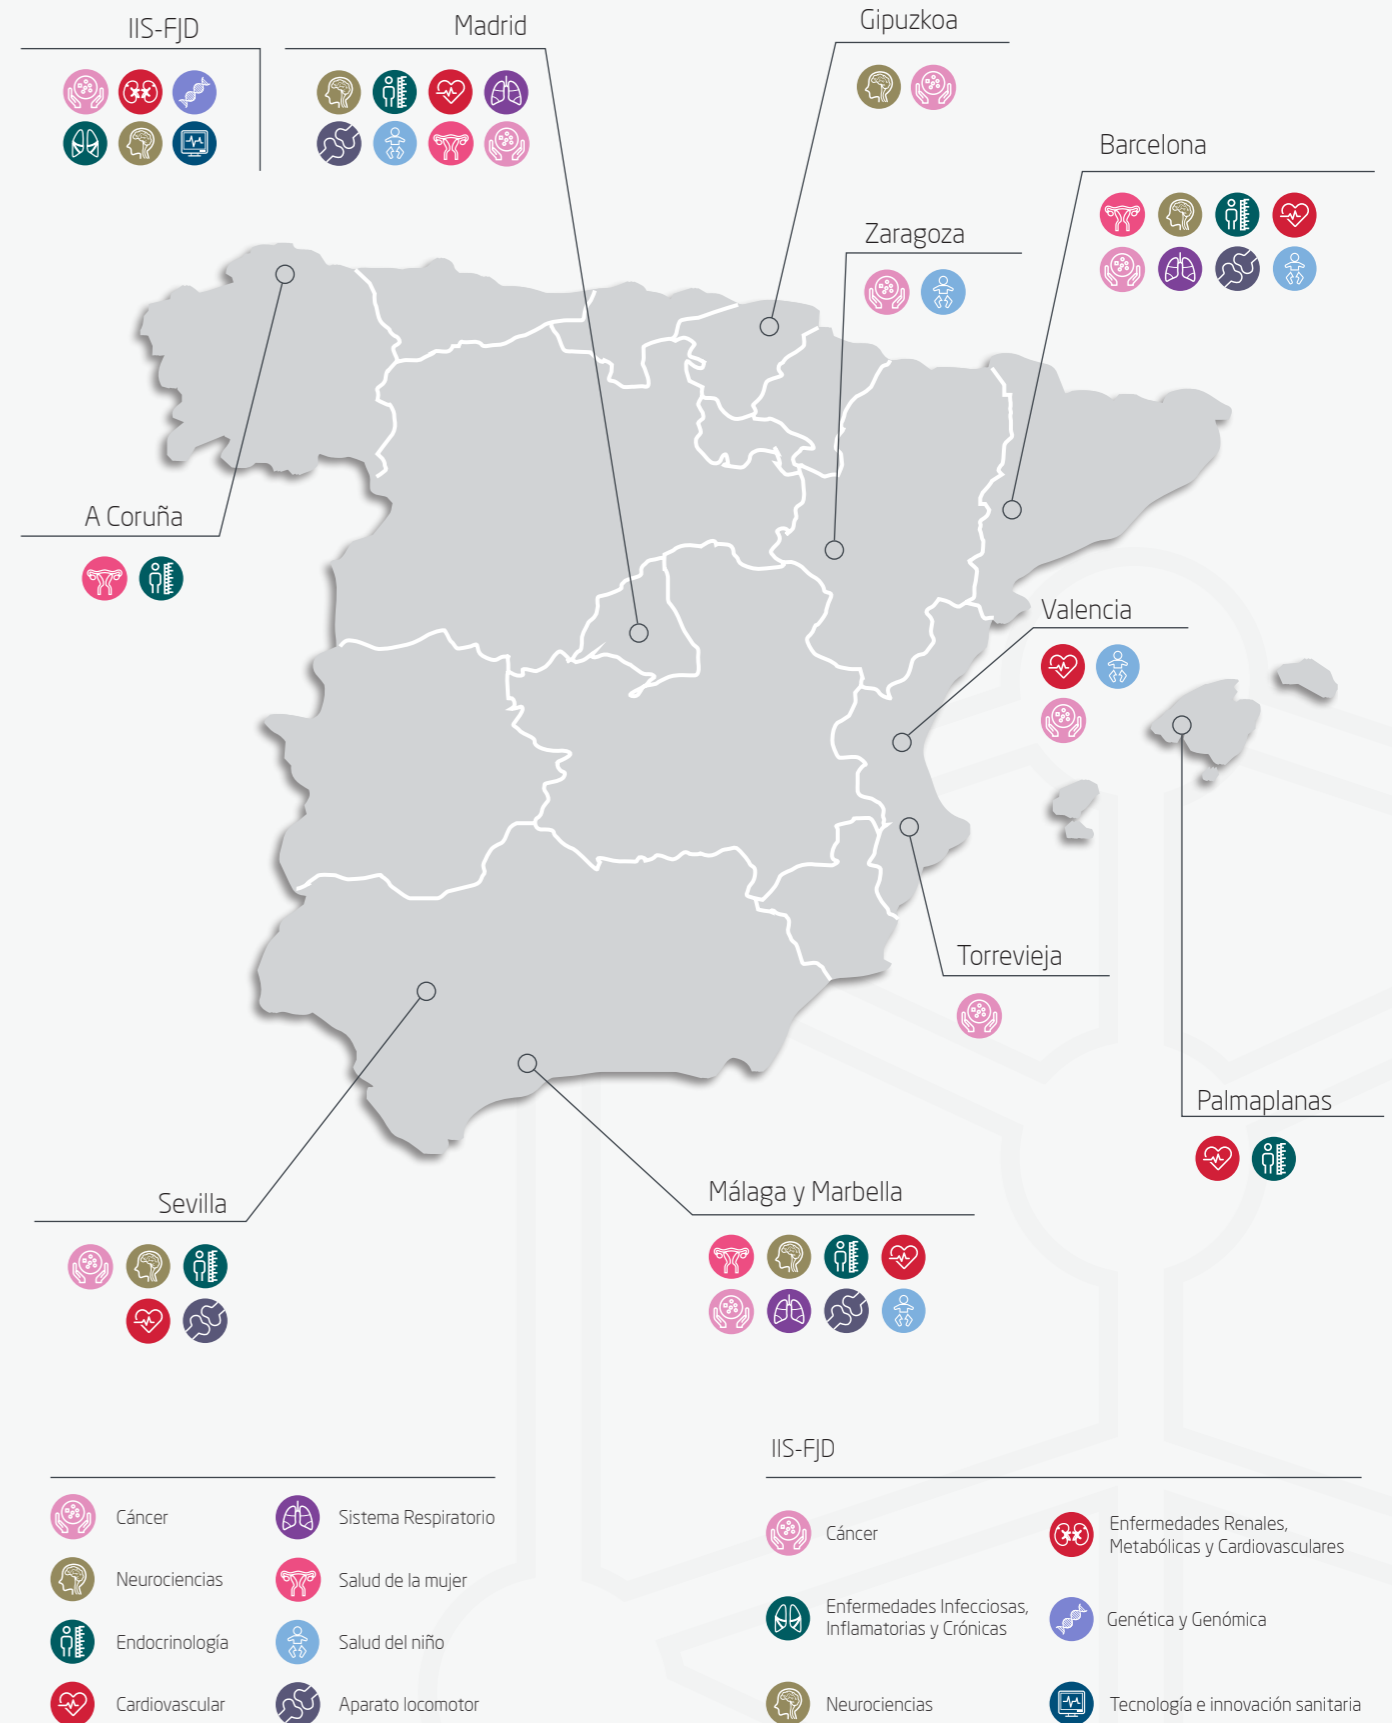 IIS-FJD
Madrid
Gipuzkoa
Barcelona
Zaragoza
A Coruña
Valencia
Torrevieja
Palmaplanas
Sevilla
Málaga y Marbella
Cáncer
Sistema Respiratorio
Neurociencias
Salud de la mujer
Endocrinología
Salud del niño
Cardiovascular
Aparato locomotor
IIS-FJD
Cáncer
Enfermedades Renales,
Metabólicas y Cardiovasculares
Enfermedades Infecciosas,
Inflamatorias y Crónicas
Genética y Genómica
Neurociencias
Tecnología e innovación sanitaria